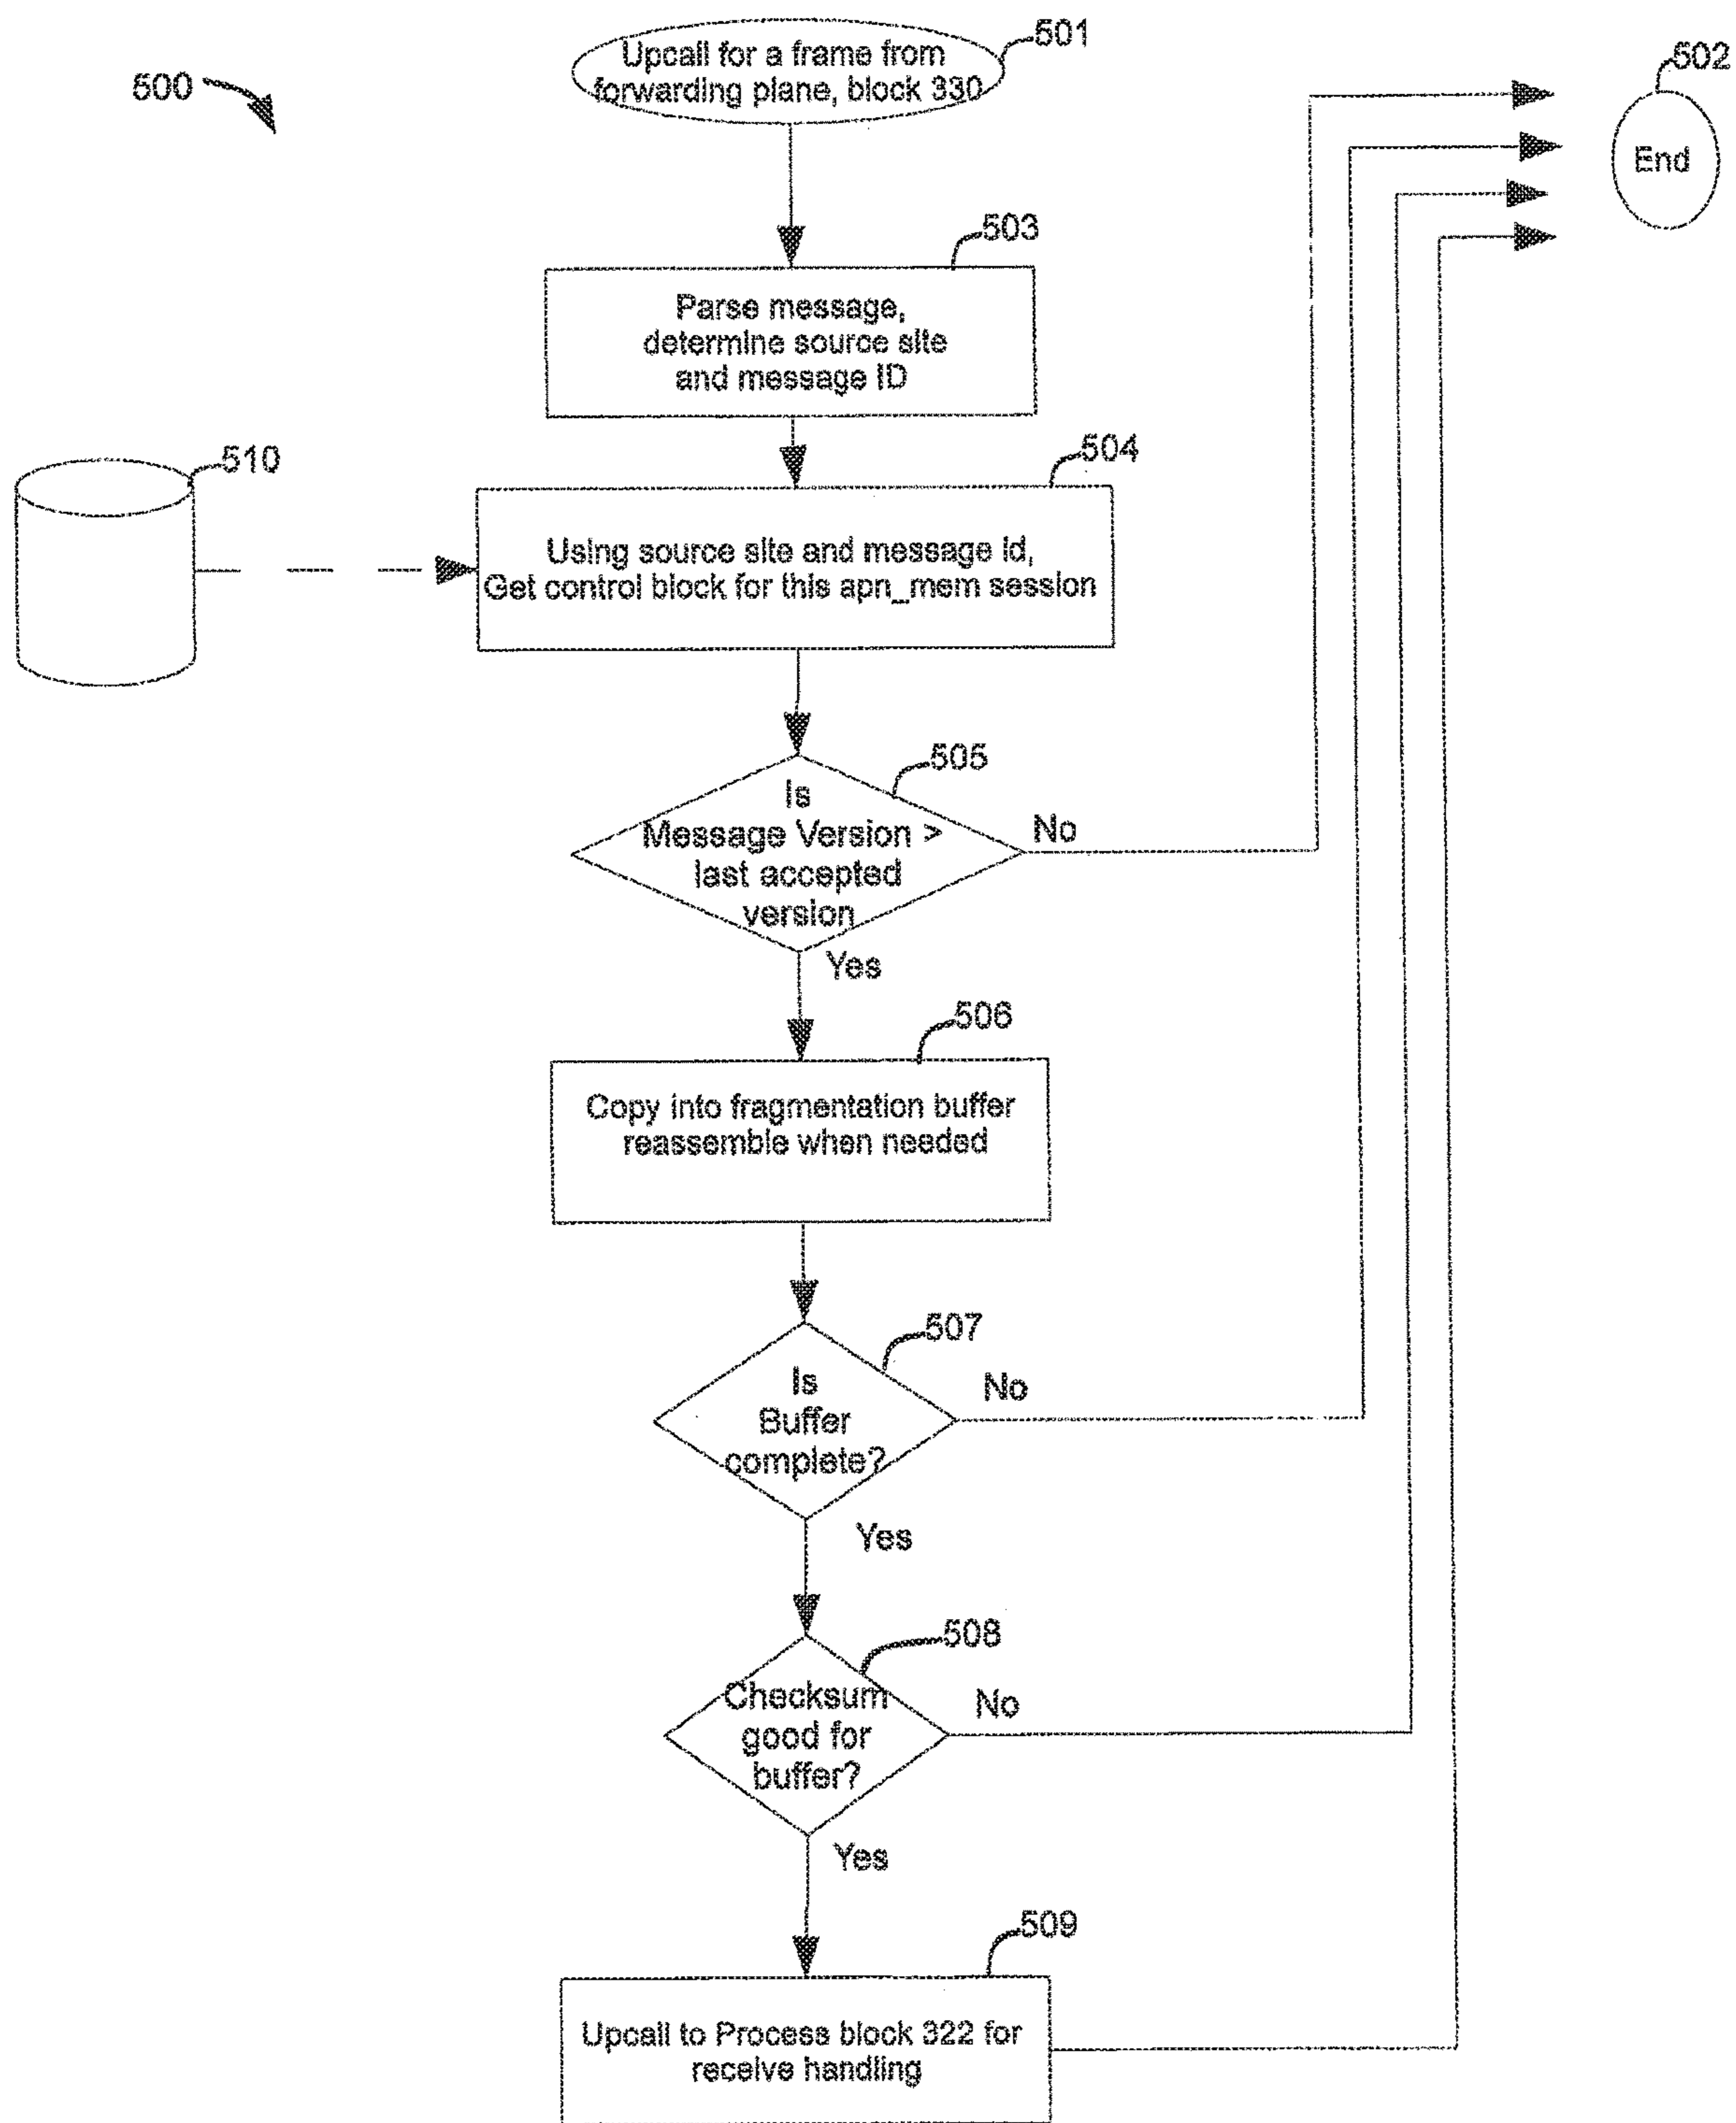 500
Upcall for a frame from
forwarding plane, block 330
501
502
End
503
Parse message,
determine source site
and message ID
510
504
Using source site and message id,
Get control block for this apn_mem session
505
Is
Message Version >
last accepted
version
No
Yes
506
Copy into fragmentation buffer
reassemble when needed
507
Is
Buffer
complete?
No
Yes
508
Checksum
good for
buffer?
No
Yes
509
Upcall to Process block 322 for
receive handling